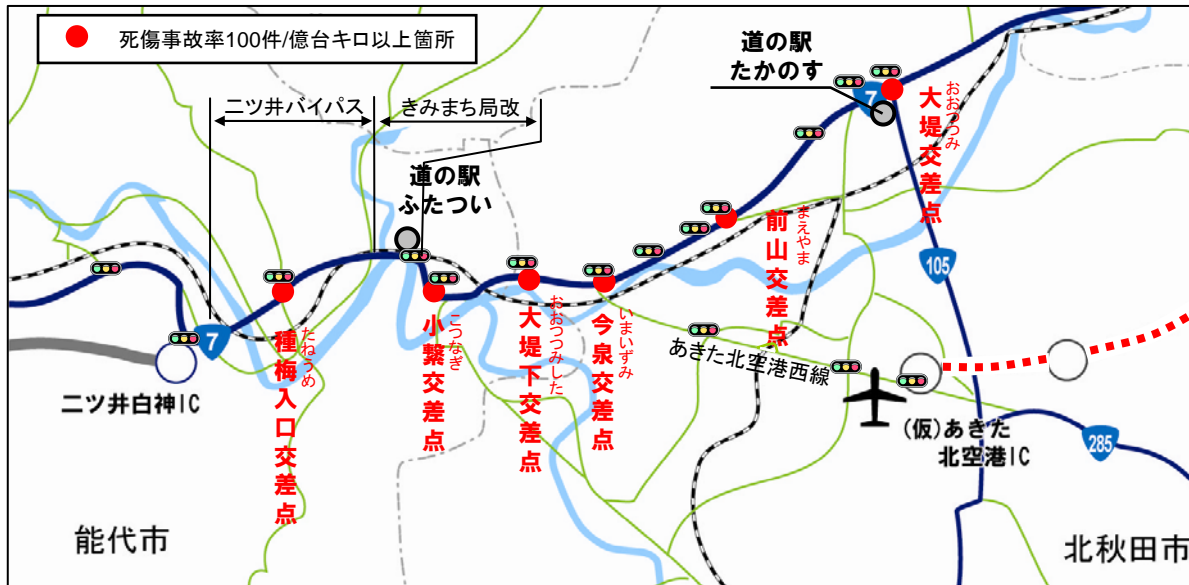 死傷事故率100件/億台キロ以上箇所
道の駅
たかのす
7
二ツ井バイパス
きみまち局改
道の駅
ふたつい
大堤交差点
おおつつみ
前山交差点
まえやま
105
7
種梅入口交差点
たねうめ
小繋交差点
こつなぎ
大堤下交差点
おおつつみした
今泉交差点
いまいずみ
あきた北空港西線
二ツ井白神IC
(仮)あきた
北空港IC
285
能代市
北秋田市